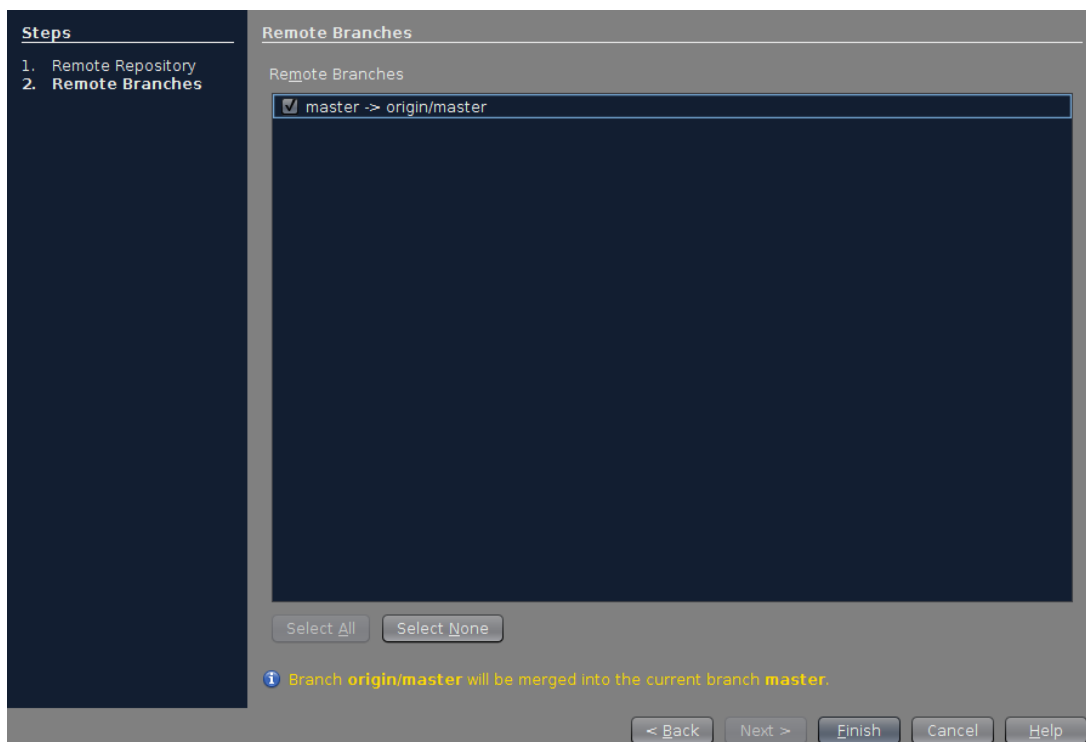 Steps
1. Remote Repository
2. Remote Branches
Remote Branches
Remote Branches
master -> origin/master
Select All
Select None
Branch origin/master will be merged into the current branch master.
< Back
Next >
Finish
Cancel
Help